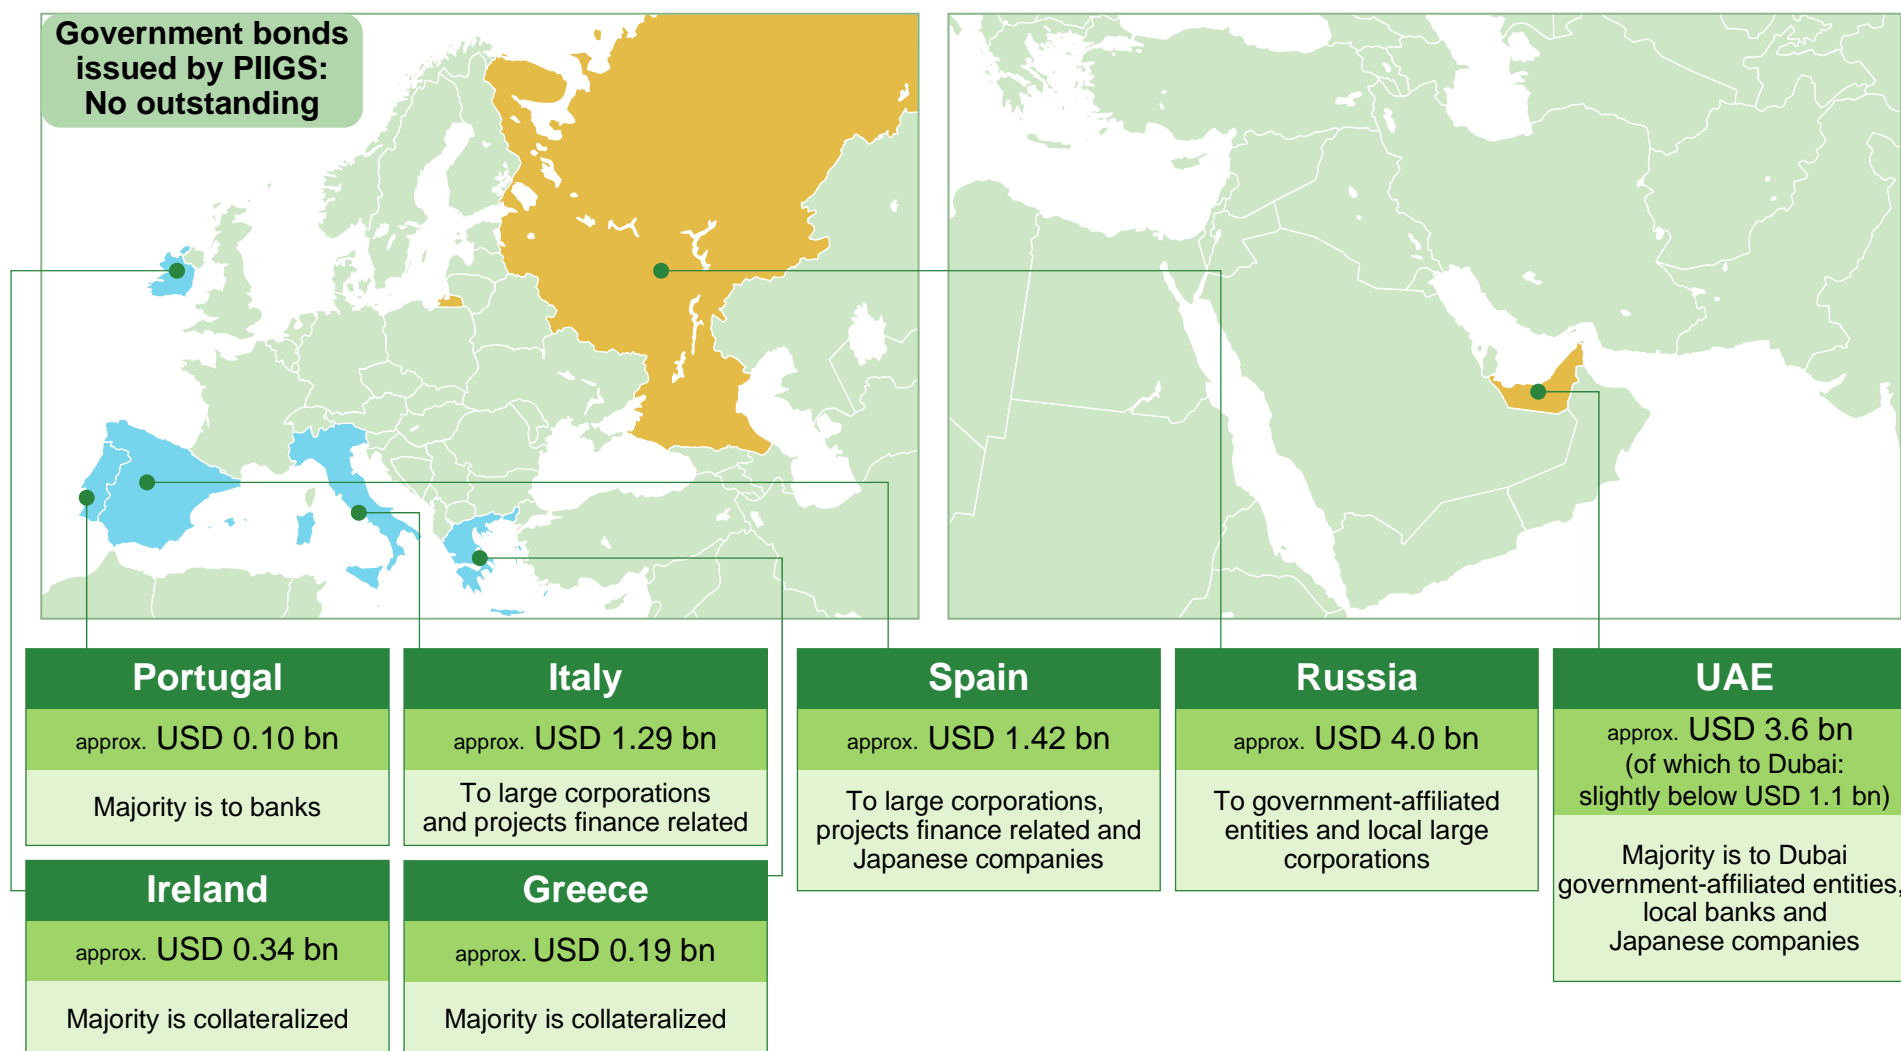 Government bonds
issued by PIIGS:
No outstanding
Portugal
approx. USD 0.10 bn
Majority is to banks
Italy
approx. USD 1.29 bn
To large corporations
and projects finance related
Spain
approx. USD 1.42 bn
To large corporations,
projects finance related and
Japanese companies
Russia
approx. USD 4.0 bn
To government-affiliated
entities and local large
corporations
UAE
approx. USD 3.6 bn
(of which to Dubai:
slightly below USD 1.1 bn)
Majority is to Dubai
government-affiliated entities,
local banks and
Japanese companies
Ireland
approx. USD 0.34 bn
Majority is collateralized
Greece
approx. USD 0.19 bn
Majority is collateralized